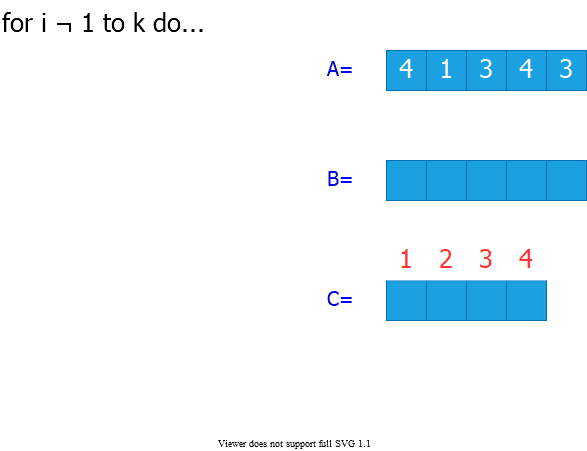 for i ¬ 1 to k do...
A= 4 1 3 4 3
B=
1 2 3 4
C=
Viewer does not support full SVG 1.1